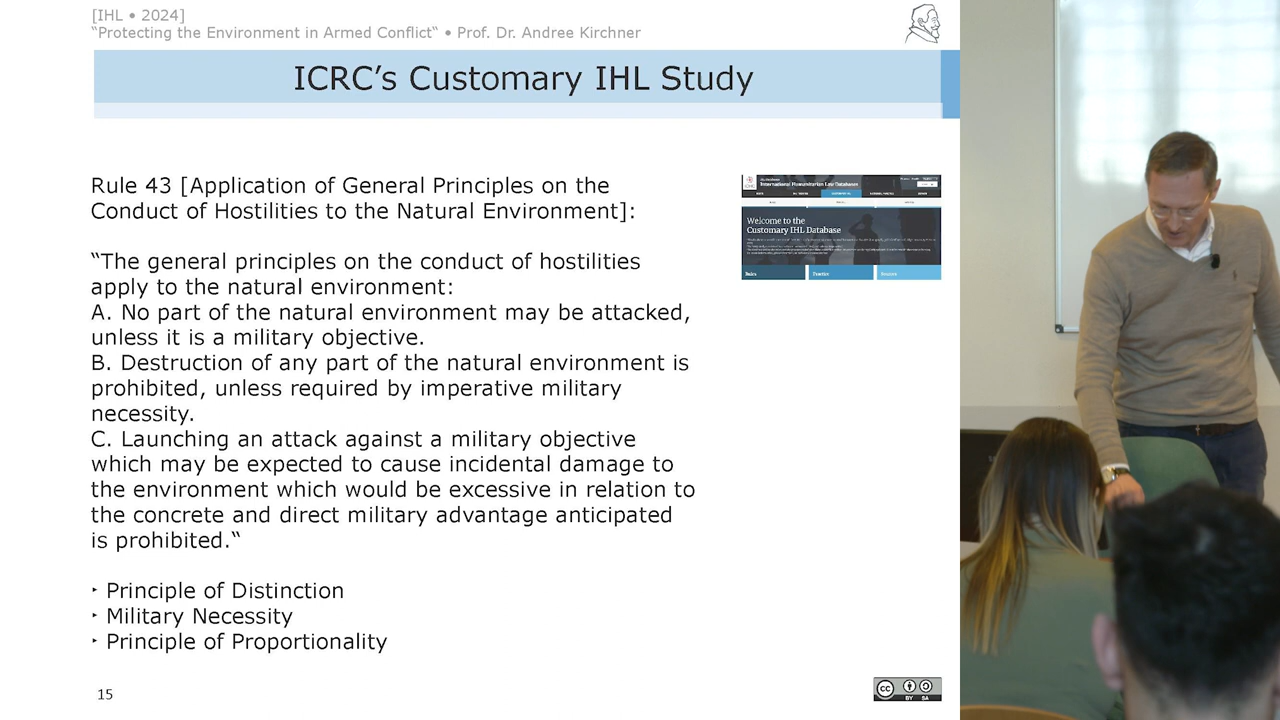 [IHL • 2024]
"Protecting the Environment in Armed Conflict“ • Prof. Dr. Andree Kirchner
ICRC’s Customary IHL Study
Rule 43 [Application of General Principles on the
Conduct of Hostilities to the Natural Environment]:
“The general principles on the conduct of hostilities
apply to the natural environment:
A. No part of the natural environment may be attacked,
unless it is a military objective.
B. Destruction of any part of the natural environment is
prohibited, unless required by imperative military
necessity.
C. Launching an attack against a military objective
which may be expected to cause incidental damage to
the environment which would be excessive in relation to
the concrete and direct military advantage anticipated
is prohibited.“
‣ Principle of Distinction
‣ Military Necessity
‣ Principle of Proportionality
International Humanitarian Law Databases
Welcome to the
Customary IHL Database
Rules
Practice
15
CC BY SA